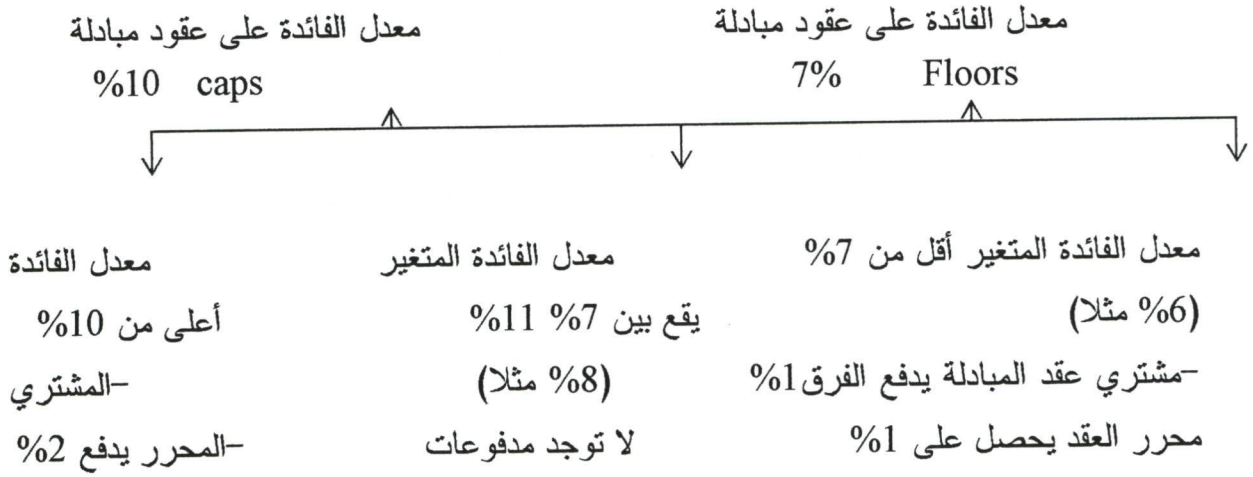 معدل الفائدة على عقود مبادلة
7% Floors
معدل الفائدة على عقود مبادلة
%10 caps
معدل الفائدة المتغير أقل من 7%
(6% مثلا)
-مشتري عقد المبادلة يدفع الفرق1%
محرر العقد يحصل على 1%
معدل الفائدة المتغير
يقع بين 7% 11%
(8% مثلا)
لا توجد مدفوعات
معدل الفائدة
أعلى من 10%
-المشتري
-المحرر يدفع 2%